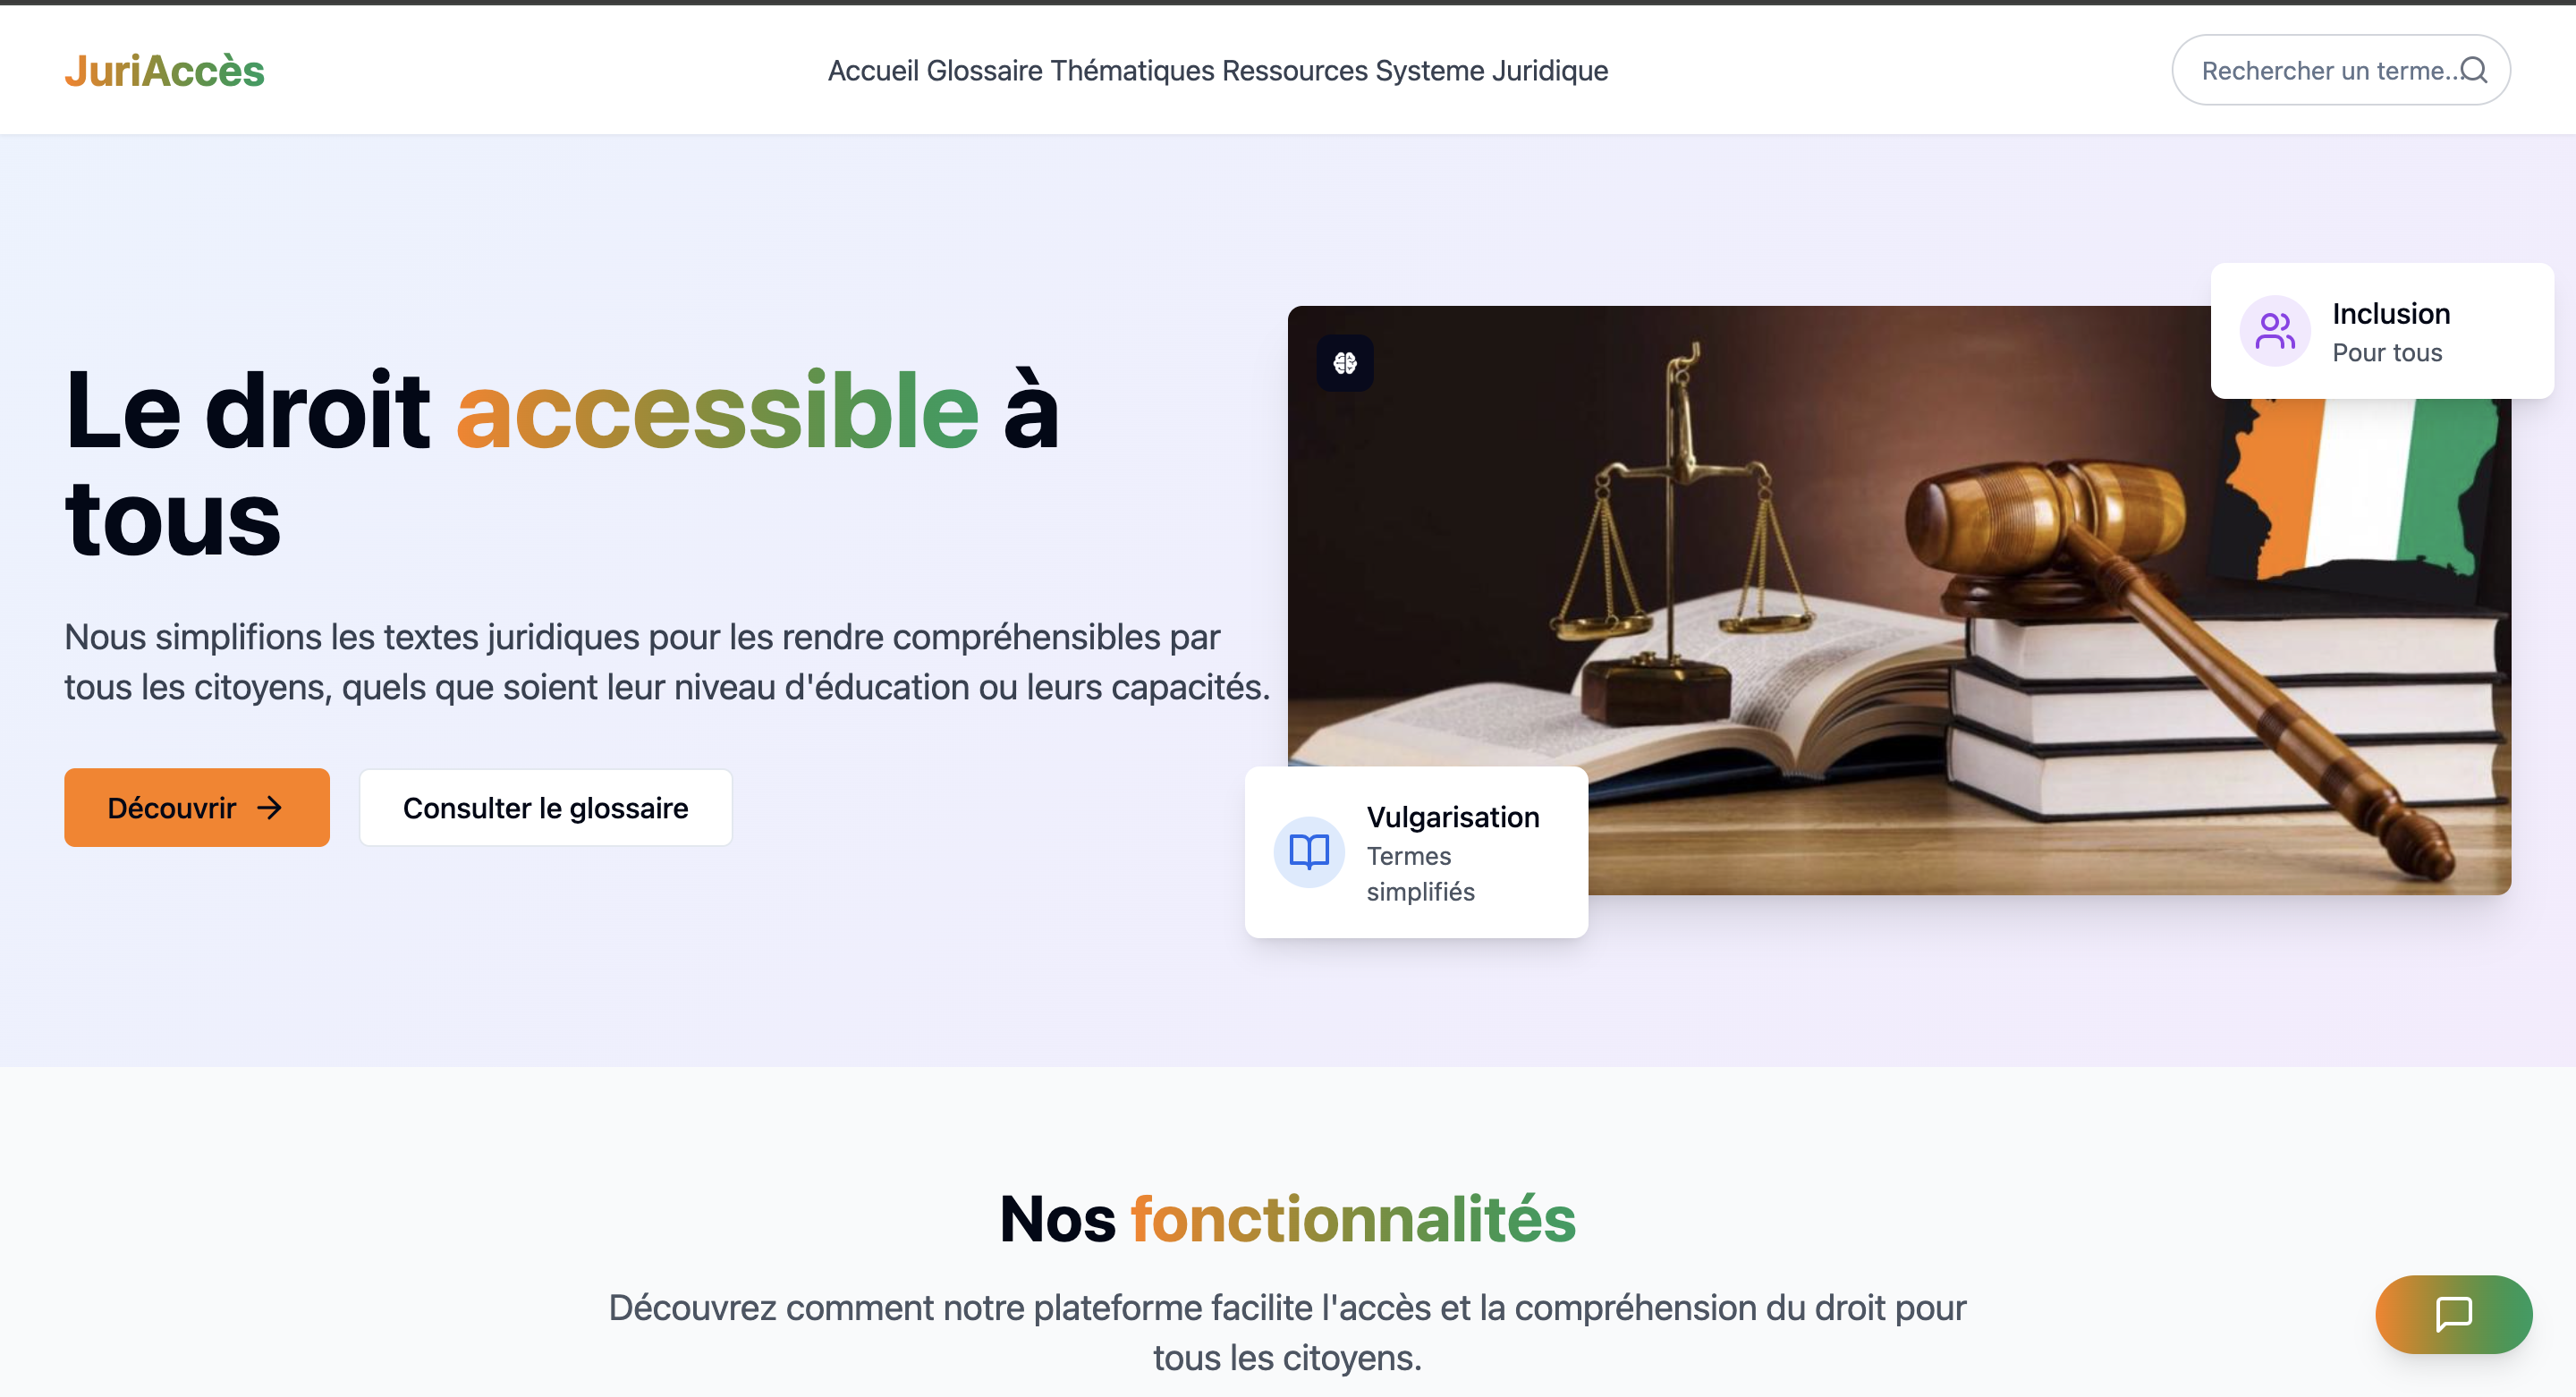 JuriAccès
Accueil Glossaire Thématiques Ressources Systeme Juridique
Rechercher un terme...
Le droit accessible à
tous
Nous simplifions les textes juridiques pour les rendre compréhensibles par
tous les citoyens, quels que soient leur niveau d'éducation ou leurs capacités.
Découvrir
Consulter le glossaire
Inclusion
Pour tous
Vulgarisation
Termes
simplifiés
Nos fonctionnalités
Découvrez comment notre plateforme facilite l'accès et la compréhension du droit pour
tous les citoyens.